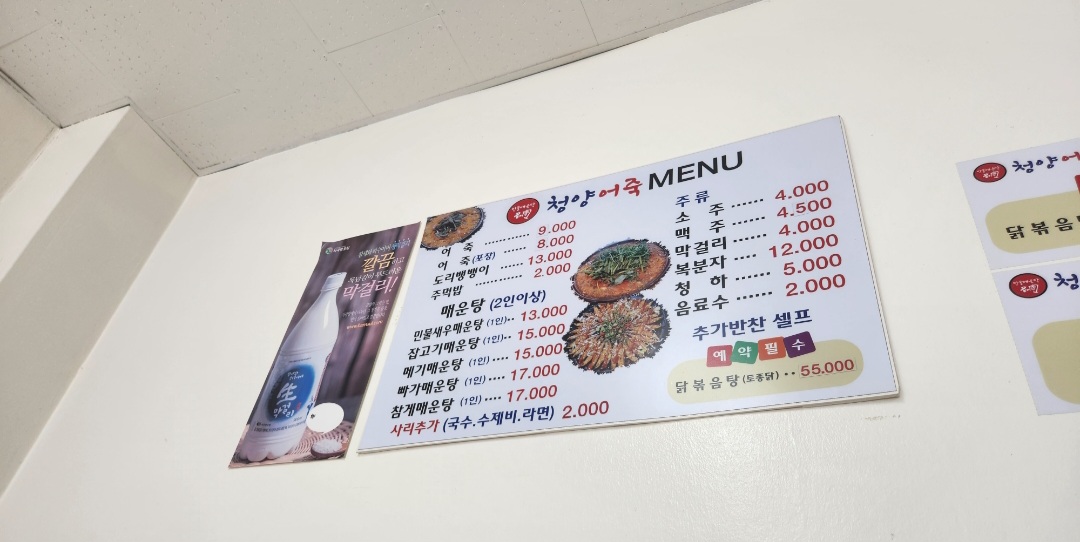 깔끔하고
막걸리!
生
막걸리
청양어죽 MENU
어 죽 ··········· 9.000
어 죽(포장) ······ 8.000
도리뱅뱅이 ······ 13.000
주먹밥 ············ 2.000
매운탕 (2인이상)
민물새우매운탕 (1인)·· 13.000
잡고기매운탕 (1인)·· 15.000
메기매운탕 (1인) ···· 15.000
빠가매운탕 (1인) ···· 17.000
참게매운탕 (1인) ···· 17.000
사리추가 (국수.수제비.라면) 2.000
주류
소 주 ······ 4.000
맥 주 ······ 4.500
막걸리 ······ 4.000
복분자 ···· 12.000
청 하 ······ 5.000
음료수 ······ 2.000
추가반찬 셀프
예약필수
닭볶음탕(토종닭) ·· 55.000
청양어
닭볶음
청